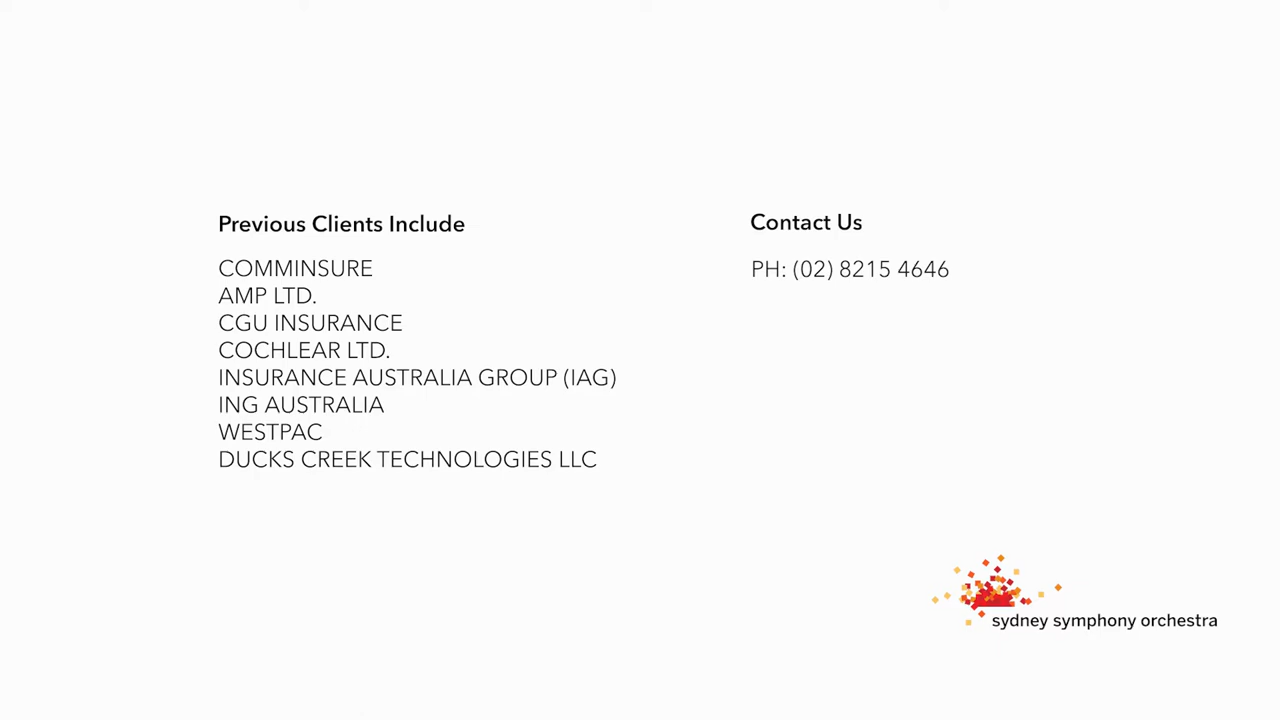 Previous Clients Include
COMMINSURE
AMP LTD.
CGU INSURANCE
COCHLEAR LTD.
INSURANCE AUSTRALIA GROUP (IAG)
ING AUSTRALIA
WESTPAC
DUCKS CREEK TECHNOLOGIES LLC
Contact Us
PH: (02) 8215 4646
sydney symphony orchestra